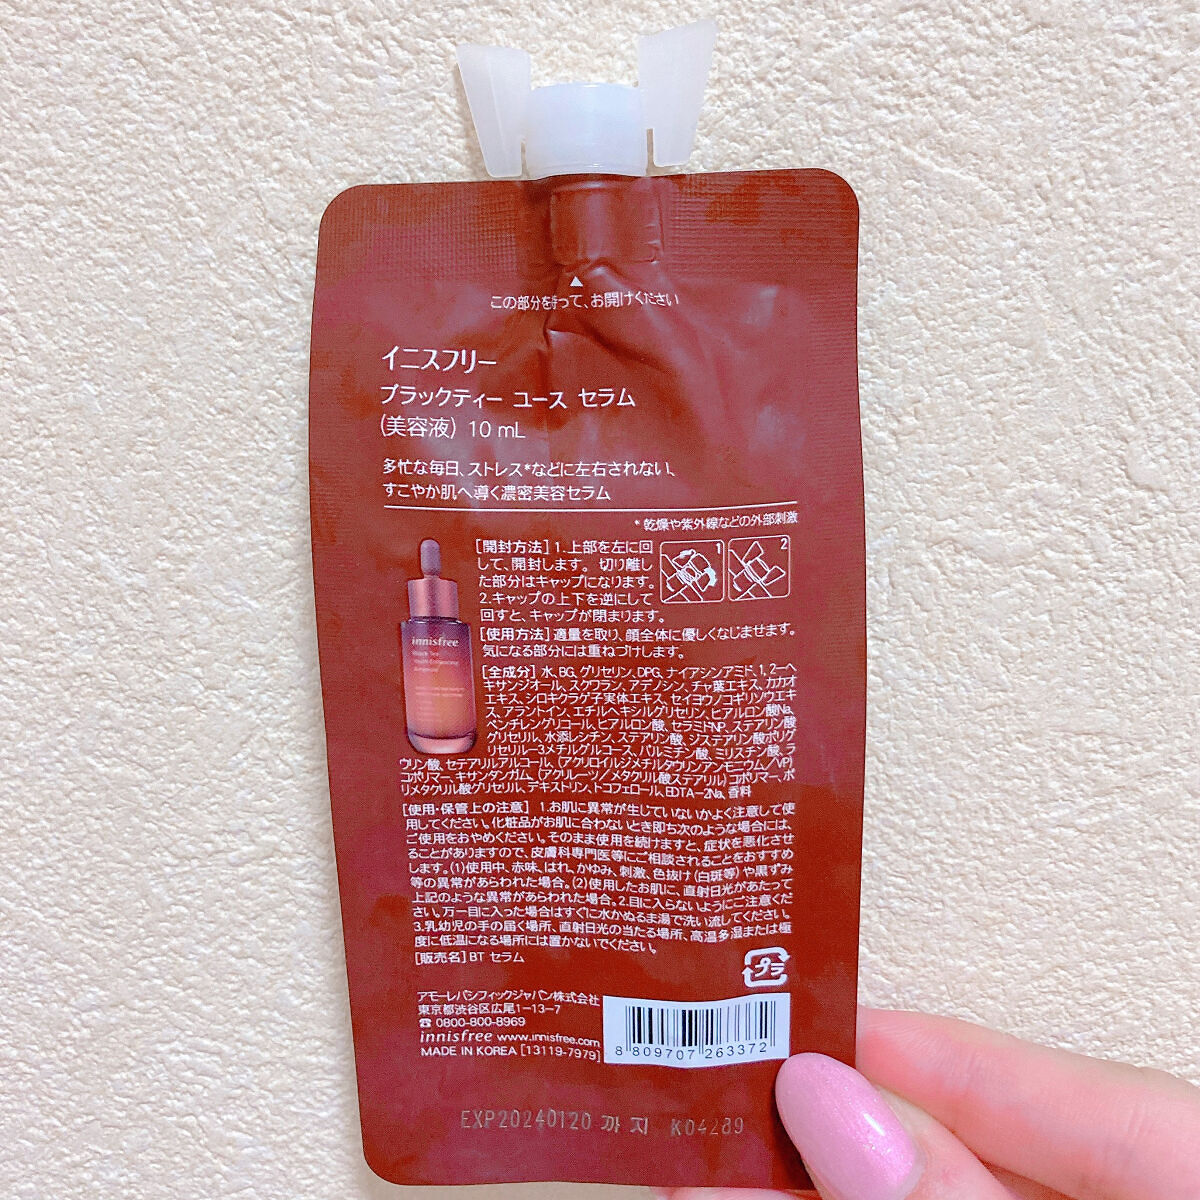 この部分を持って、お開けください
イニスフリー
ブラックティー ユース セラム
(美容液) 10 mL
多忙な毎日、ストレス*などに左右されない、
すこやか肌へ導く濃密美容セラム
* 乾燥や紫外線などの外部刺激
[開封方法] 1.上部を左に回
して、開封します。 切り離し
た部分はキャップになります。
2.キャップの上下を逆にして
回すと、キャップが閉まります。
1
2
[使用方法] 適量を取り、顔全体に優しくなじませます。
気になる部分には重ねづけします。
innisfree
Black Tea
Youth Enhancing
Ampoule
[全成分] 水、BG、グリセリン、DPG、ナイアシンアミド、1,2-ヘ
キサンジオール、スクワラン、アデノシン、チャ葉エキス、カカオ
エキス、シロキクラゲ子実体エキス、セイヨウノコギリソウエキ
ス、アラントイン、エチルヘキシルグリセリン、ヒアルロン酸Na、
ペンチレングリコール、ヒアルロン酸、セラミドNP、ステアリン酸
グリセリル、水添レシチン、ステアリン酸、ジステアリン酸ポリグ
リセリル-3メチルグルコース、パルミチン酸、ミリスチン酸、ラ
ウリン酸、セテアリルアルコール、(アクリロイルジメチルタウリンアンモニウム/VP)
コポリマー、キサンタンガム、(アクリレーツ/メタクリル酸ステアリル)コポリマー、ポ
リメタクリル酸グリセリル、デキストリン、トコフェロール、EDTA-2Na、香料
[使用・保管上の注意] 1.お肌に異常が生じていないかよく注意して使
用してください。化粧品がお肌に合わないとき即ち次のような場合には、
ご使用をおやめください。そのまま使用を続けますと、症状を悪化させ
ることがありますので、皮膚科専門医等にご相談されることをおすすめ
します。(1)使用中、赤味、はれ、かゆみ、刺激、色抜け(白斑等)や黒ずみ
等の異常があらわれた場合。(2)使用したお肌に、直射日光があたって
上記のような異常があらわれた場合。2.目に入らないようにご注意くだ
さい。万一目に入った場合はすぐに水かぬるま湯で洗い流してください。
3.乳幼児の手の届く場所、直射日光の当たる場所、高温多湿または極
度に低温になる場所には置かないでください。
[販売名] BT セラム
プラ
アモーレパシフィックジャパン株式会社
東京都渋谷区広尾1-13-7
☎ 0800-800-8969
innisfree www.innisfree.com
MADE IN KOREA [13119-7979]
8 809707 263372
EXP20240120 까지 K04289